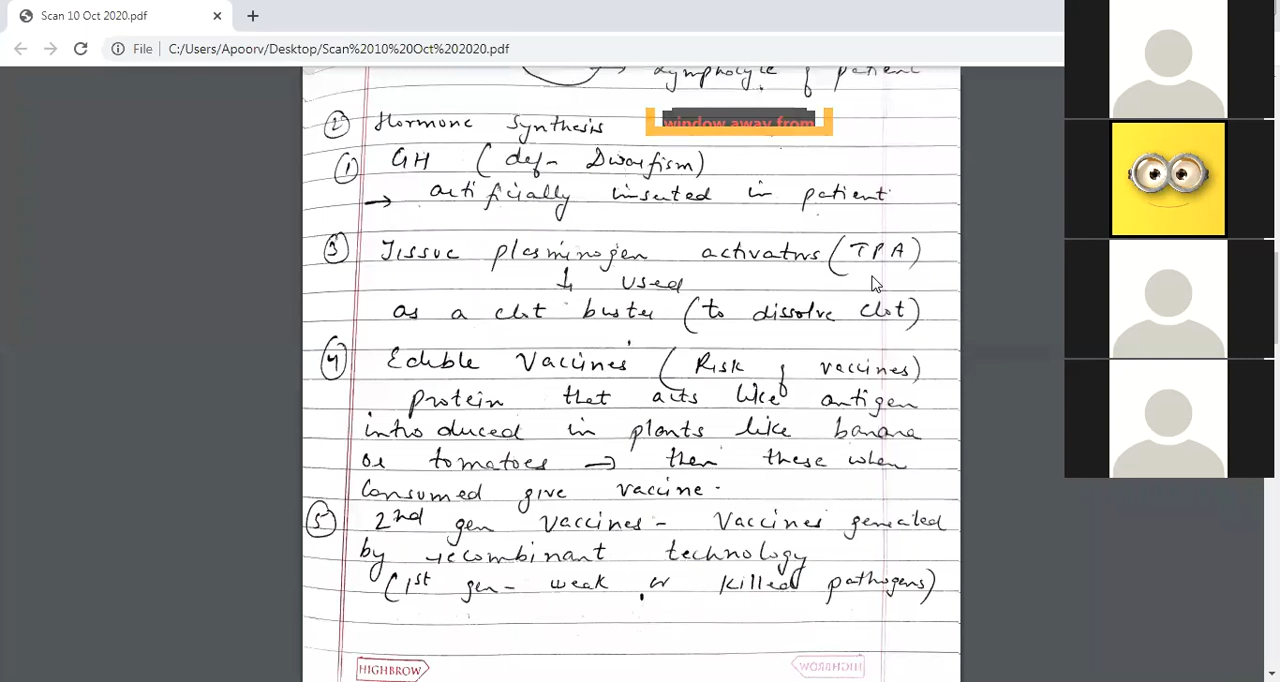 Scan 10 Oct 2020.pdf
File C:/Users/Apoorv/Desktop/Scan%2010%20Oct%202020.pdf
lymphocyte of patient
② Hormone Synthesis
window away from
① GH (def- Dwarfism)
→ artificially inserted in patient
③ Tissue plasminogen activators (TPA)
↓ used
as a clot buster (to dissolve clot)
④ Edible Vaccines (Risk of vaccines)
protein that acts like antigen
introduced in plants like banana
or tomatoes → then these when
consumed give vaccine.
⑤ 2nd gen vaccines - Vaccines generated
by recombinant technology
(1st gen - weak or killed pathogens)
HIGHBROW
HIGHBROW